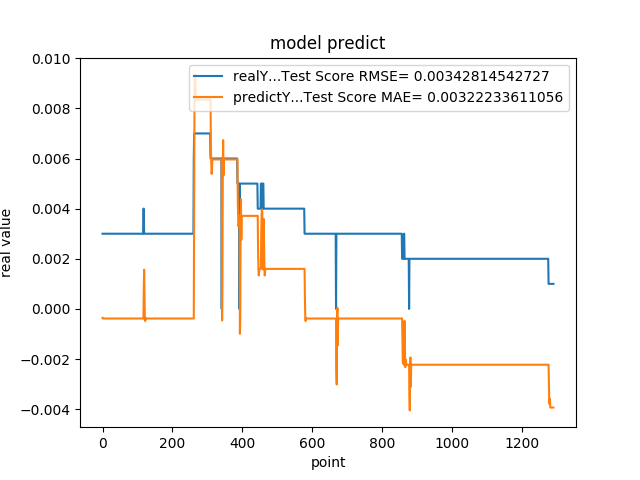 model predict
realY...Test Score RMSE= 0.00342814542727
predictY...Test Score MAE= 0.00322233611056
real value
0.010
0.008
0.006
0.004
0.002
0.000
−0.002
−0.004
0 200 400 600 800 1000 1200
point